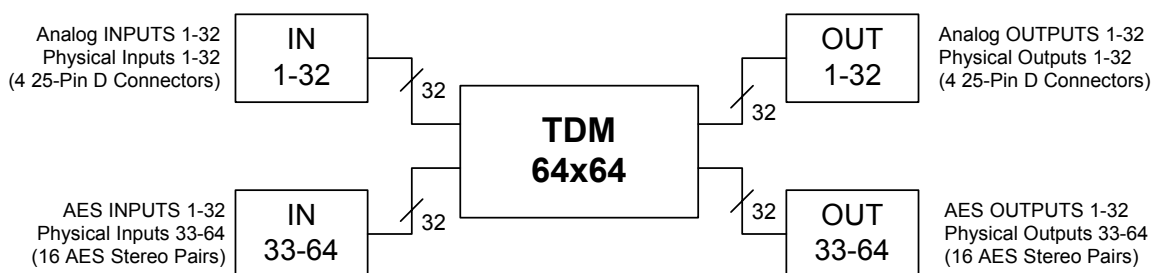 Analog INPUTS 1-32
Physical Inputs 1-32
(4 25-Pin D Connectors)
IN
1-32
32
TDM
64x64
OUT
1-32
32
Analog OUTPUTS 1-32
Physical Outputs 1-32
(4 25-Pin D Connectors)
AES INPUTS 1-32
Physical Inputs 33-64
(16 AES Stereo Pairs)
IN
33-64
32
32
OUT
33-64
AES OUTPUTS 1-32
Physical Outputs 33-64
(16 AES Stereo Pairs)